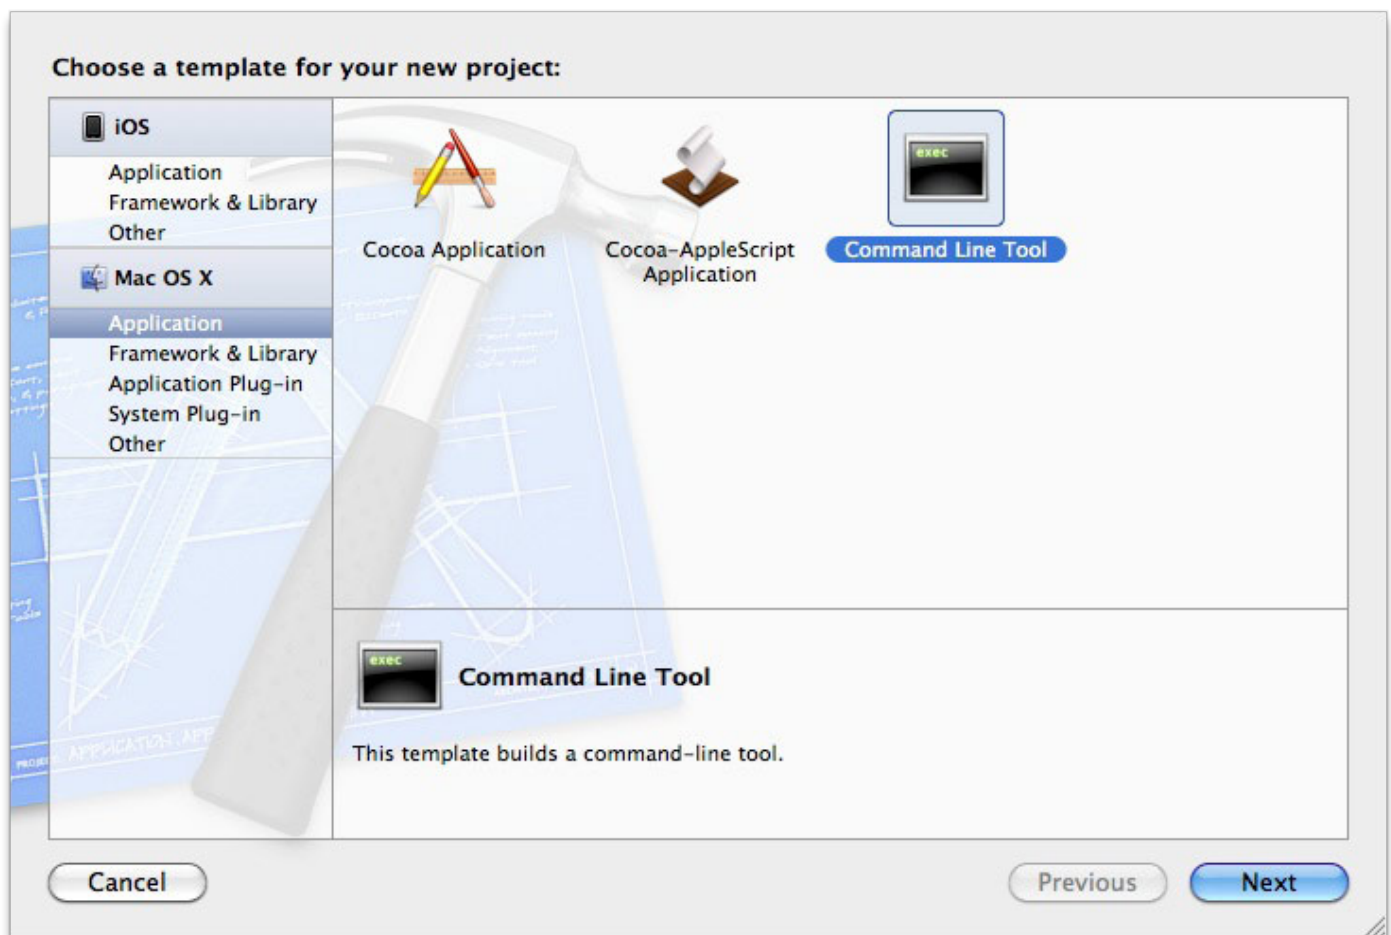 Choose a template for your new project:
iOS
Application
Framework & Library
Other
Mac OS X
Application
Framework & Library
Application Plug-in
System Plug-in
Other
Cocoa Application
Cocoa-AppleScript
Application
exec
Command Line Tool
exec
Command Line Tool
This template builds a command-line tool.
Cancel
Previous
Next